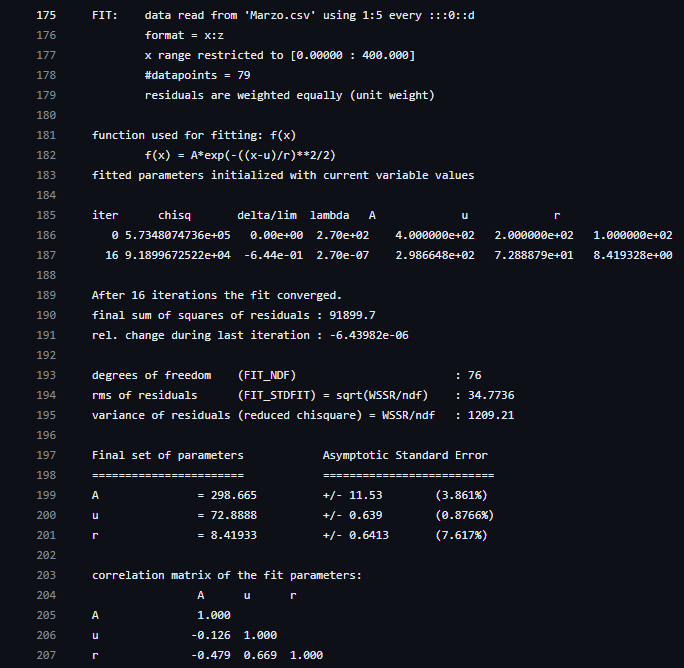 175 FIT:    data read from 'Marzo.csv' using 1:5 every :::0::d
176         format = x:z
177         x range restricted to [0.00000 : 400.000]
178         #datapoints = 79
179         residuals are weighted equally (unit weight)
180
181 function used for fitting: f(x)
182         f(x) = A*exp(-((x-u)/r)**2/2)
183 fitted parameters initialized with current variable values
184
185 iter      chisq       delta/lim  lambda   A             u             r
186    0 5.7348074736e+05   0.00e+00  2.70e+02    4.000000e+02   2.000000e+02   1.000000e+02
187   16 9.1899672522e+04  -6.44e-01  2.70e-07    2.986648e+02   7.288879e+01   8.419328e+00
188
189 After 16 iterations the fit converged.
190 final sum of squares of residuals : 91899.7
191 rel. change during last iteration : -6.43982e-06
192
193 degrees of freedom    (FIT_NDF)                        : 76
194 rms of residuals      (FIT_STDFIT) = sqrt(WSSR/ndf)    : 34.7736
195 variance of residuals (reduced chisquare) = WSSR/ndf   : 1209.21
196
197 Final set of parameters            Asymptotic Standard Error
198 =======================            ==========================
199 A               = 298.665          +/- 11.53        (3.861%)
200 u               = 72.8888          +/- 0.639        (0.8766%)
201 r               = 8.41933          +/- 0.6413       (7.617%)
202
203 correlation matrix of the fit parameters:
204                 A      u      r
205 A               1.000
206 u              -0.126  1.000
207 r              -0.479  0.669  1.000